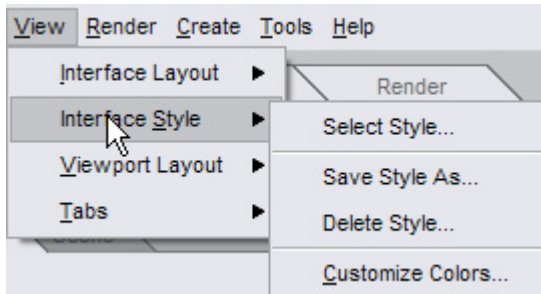 View Render Create Tools Help
Interface Layout
Render
Interface Style
Select Style...
Viewport Layout
Save Style As...
Tabs
Delete Style...
Customize Colors...